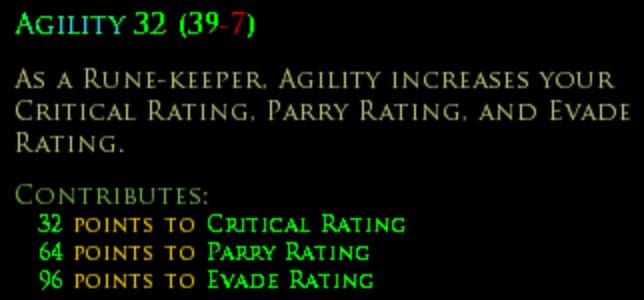 Agility 32 (39-7)
As a Rune-keeper, Agility increases your
Critical Rating, Parry Rating, and Evade
Rating.
Contributes:
32 points to Critical Rating
64 points to Parry Rating
96 points to Evade Rating